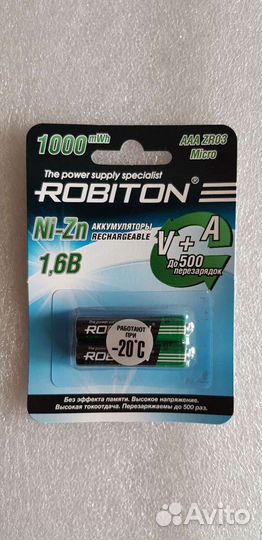 1000 mWh
AAA ZR03
Micro
The power supply specialist
ROBITON®
Ni-Zn
АККУМУЛЯТОРЫ
RECHARGEABLE
1,6В
V + A
До 500
перезарядок
РАБОТАЮТ
ПРИ
-20°C
Без эффекта памяти. Высокое напряжение.
Высокая токоотдача. Перезаряжаемы до 500 раз.
Avito